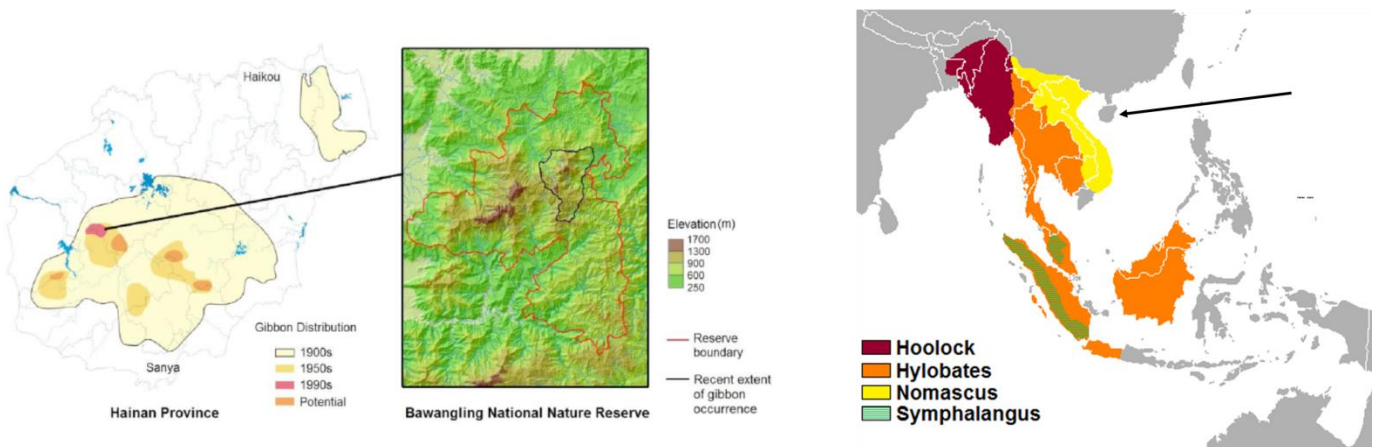 Haikou
Gibbon Distribution
1900s
1950s
1990s
Potential
Sanya
Hainan Province
Elevation (m)
1700
1300
900
600
250
Reserve
boundary
Recent extent
of gibbon
occurrence
Bawangling National Nature Reserve
Hoolock
Hylobates
Nomascus
Symphalangus